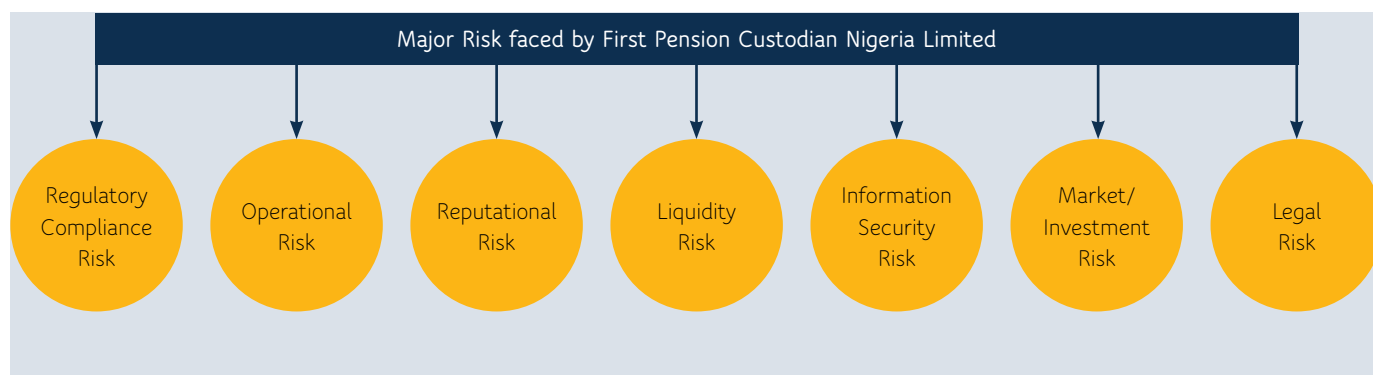 Major Risk faced by First Pension Custodian Nigeria Limited
Regulatory
Compliance
Risk
Operational
Risk
Reputational
Risk
Liquidity
Risk
Information
Security
Risk
Market/
Investment
Risk
Legal
Risk